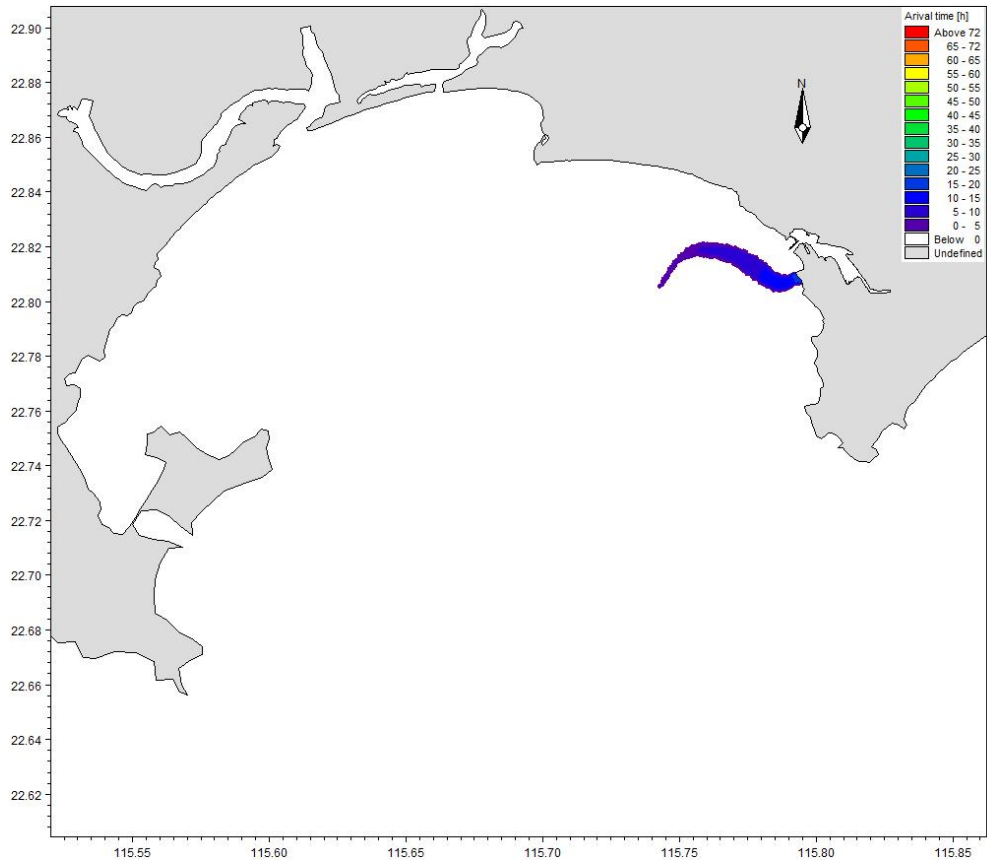 Arival time [h]
Above 72
65 - 72
60 - 65
55 - 60
50 - 55
45 - 50
40 - 45
35 - 40
30 - 35
25 - 30
20 - 25
15 - 20
10 - 15
5 - 10
0 - 5
Below 0
Undefined
N
22.90
22.88
22.86
22.84
22.82
22.80
22.78
22.76
22.74
22.72
22.70
22.68
22.66
22.64
22.62
115.55 115.60 115.65 115.70 115.75 115.80 115.85